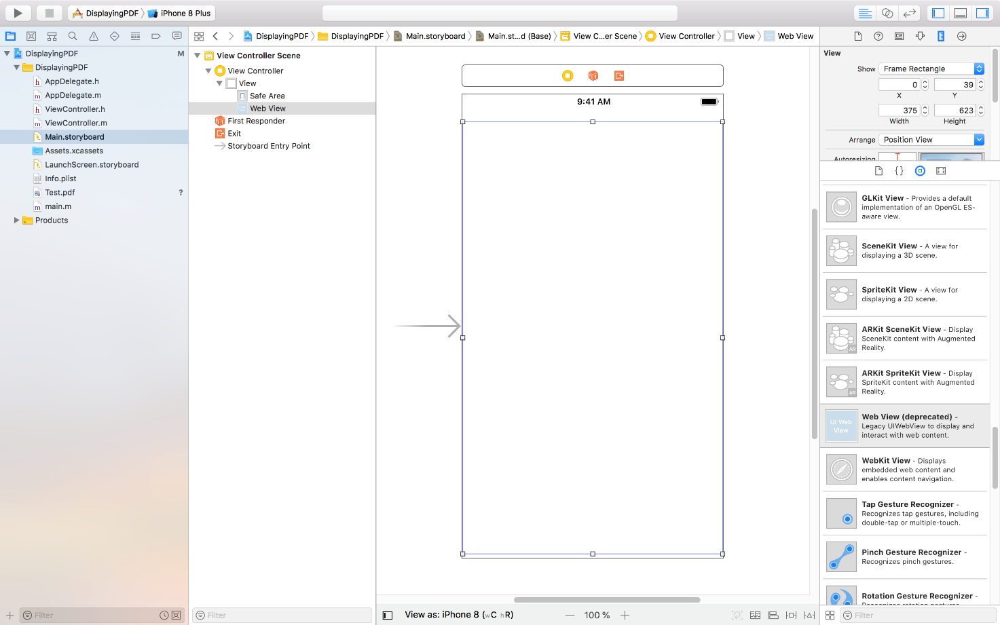 DisplayingPDF
iPhone 8 Plus
DisplayingPDF
M
DisplayingPDF
AppDelegate.h
AppDelegate.m
ViewController.h
ViewController.m
Main.storyboard
Assets.xcassets
LaunchScreen.storyboard
Info.plist
Test.pdf
?
main.m
Products
Filter
DisplayingPDF
DisplayingPDF
Main.storyboard
Main.st...d (Base)
View C...er Scene
View Controller
View
Web View
View Controller Scene
View Controller
View
Safe Area
Web View
First Responder
Exit
Storyboard Entry Point
Filter
9:41 AM
View as: iPhone 8 (wC hR)
100 %
View
Show
Frame Rectangle
0
39
X
Y
375
623
Width
Height
Arrange
Position View
Autoresizing
{ }
GLKit View - Provides a default
implementation of an OpenGL ES-
aware view.
SceneKit View - A view for
displaying a 3D scene.
SpriteKit View - A view for
displaying a 2D scene.
ARKit SceneKit View - Display
SceneKit content with Augmented
Reality.
AR
ARKit SpriteKit View - Display
SpriteKit content with Augmented
Reality.
AR
UI Web
View
Web View (deprecated) -
Legacy UIWebView to display and
interact with web content.
WebKit View - Displays
embedded web content and
enables content navigation.
Tap Gesture Recognizer -
Recognizes tap gestures, including
double-tap or multiple-touch.
Pinch Gesture Recognizer -
Recognizes pinch gestures.
Rotation Gesture Recognizer -
Recognizes rotation gestures.
Filter